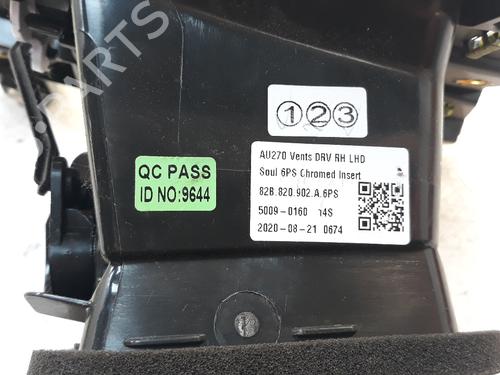 B PARTS
①②③
AU270 Vents DRV RH LHD
Soul 6PS Chromed Insert
82B.820.902.A.6PS
5009-0160 14S
2020-08-21 0674
QC PASS
ID NO:9644